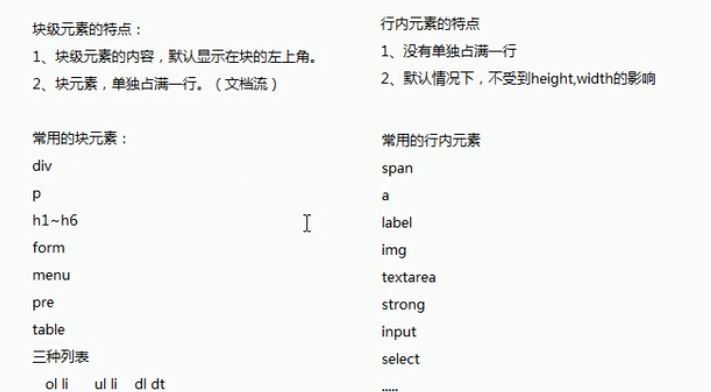 块级元素的特点：
1、块级元素的内容，默认显示在块的左上角。
2、块元素，单独占满一行。（文档流）
常用的块元素：
div
p
h1~h6
form
menu
pre
table
三种列表
ol li ul li dl dt
行内元素的特点
1、没有单独占满一行
2、默认情况下，不受到height,width的影响
常用的行内元素
span
a
label
img
textarea
strong
input
select
.....